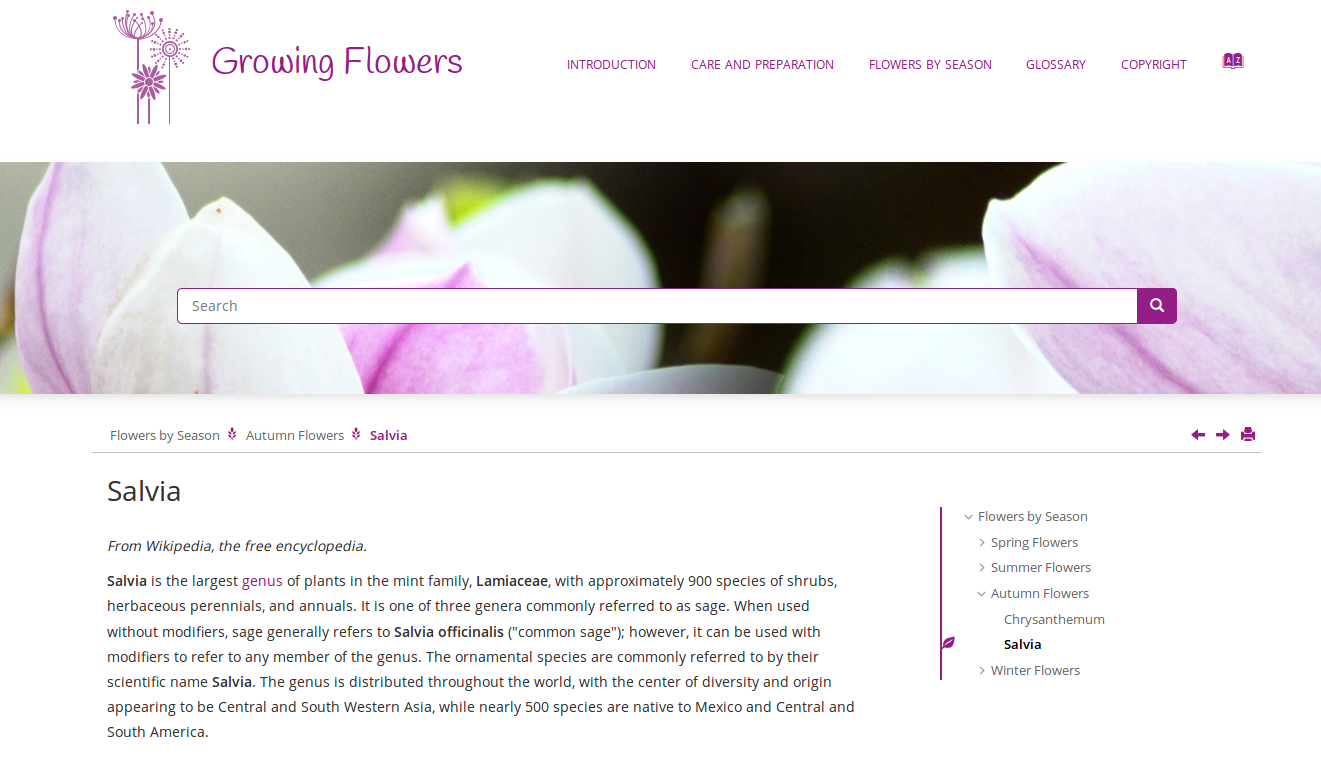 Growing Flowers
INTRODUCTION CARE AND PREPARATION FLOWERS BY SEASON GLOSSARY COPYRIGHT A Z
Search
Flowers by Season Autumn Flowers Salvia
Salvia
From Wikipedia, the free encyclopedia.
Salvia is the largest genus of plants in the mint family, Lamiaceae, with approximately 900 species of shrubs,
herbaceous perennials, and annuals. It is one of three genera commonly referred to as sage. When used
without modifiers, sage generally refers to Salvia officinalis ("common sage"); however, it can be used with
modifiers to refer to any member of the genus. The ornamental species are commonly referred to by their
scientific name Salvia. The genus is distributed throughout the world, with the center of diversity and origin
appearing to be Central and South Western Asia, while nearly 500 species are native to Mexico and Central and
South America.
Flowers by Season
Spring Flowers
Summer Flowers
Autumn Flowers
Chrysanthemum
Salvia
Winter Flowers